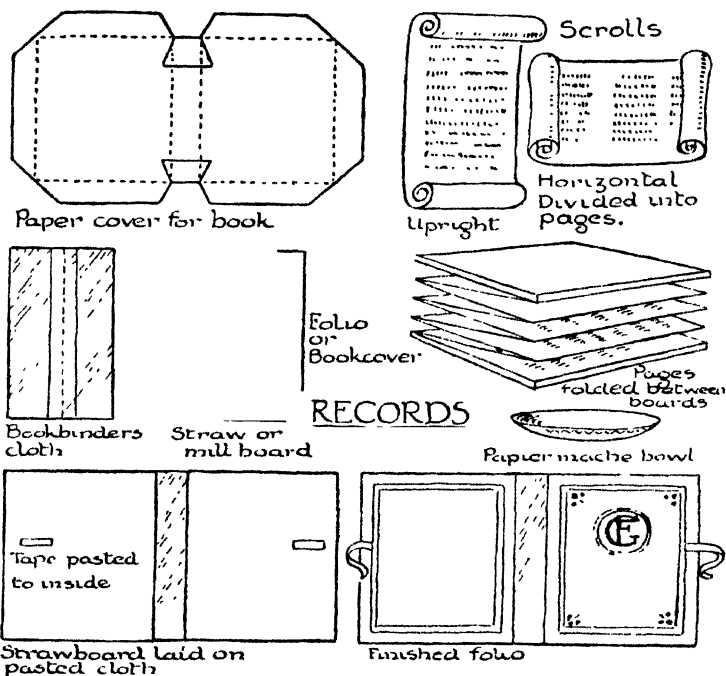 Scrolls
Paper cover for book
Upright
Horizontal
Divided into
pages.
Folio
or
Bookcover
Pages
folded between
boards
RECORDS
Bookbinders
cloth
Straw or
mill board
Papier mache bowl
Tape pasted
to inside
Strawboard laid on
pasted cloth
Finished folio